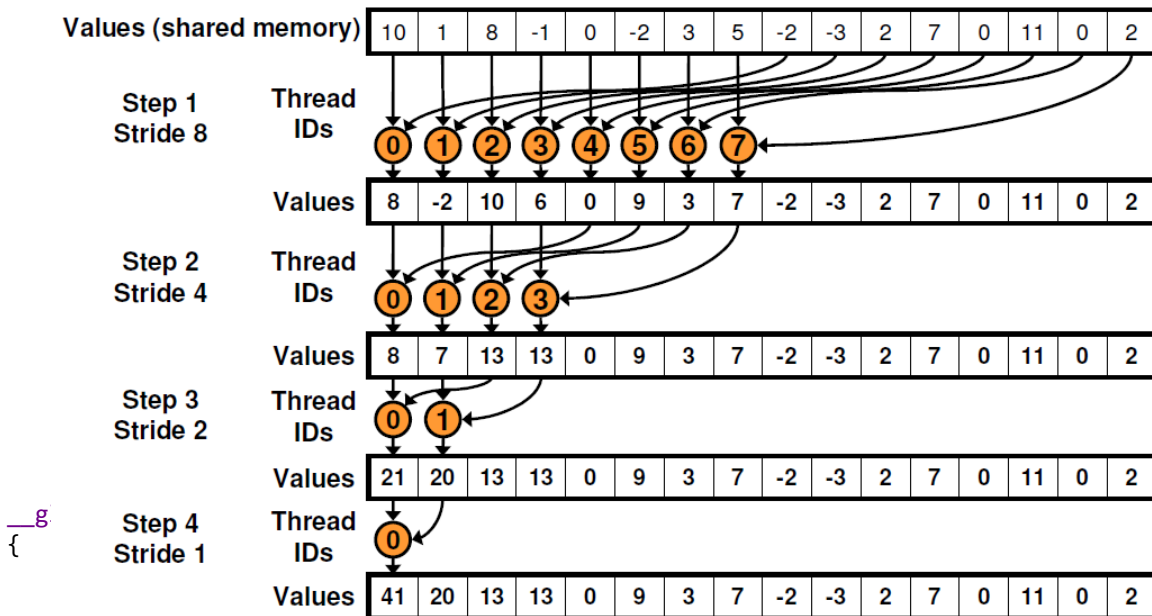 Values (shared memory) 10 1 8 -1 0 -2 3 5 -2 -3 2 7 0 11 0 2
Step 1 Thread
Stride 8 IDs
0 1 2 3 4 5 6 7
Values 8 -2 10 6 0 9 3 7 -2 -3 2 7 0 11 0 2
Step 2 Thread
Stride 4 IDs
0 1 2 3
Values 8 7 13 13 0 9 3 7 -2 -3 2 7 0 11 0 2
Step 3 Thread
Stride 2 IDs
0 1
Values 21 20 13 13 0 9 3 7 -2 -3 2 7 0 11 0 2
__g
{
Step 4 Thread
Stride 1 IDs
0
Values 41 20 13 13 0 9 3 7 -2 -3 2 7 0 11 0 2